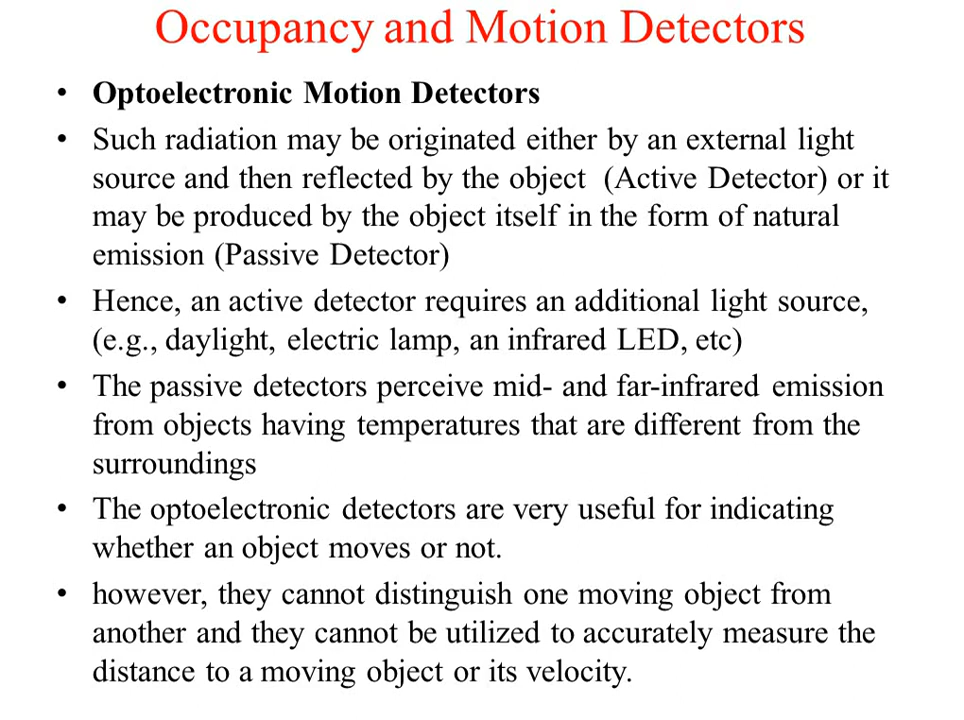 Occupancy and Motion Detectors
• Optoelectronic Motion Detectors
• Such radiation may be originated either by an external light
source and then reflected by the object (Active Detector) or it
may be produced by the object itself in the form of natural
emission (Passive Detector)
• Hence, an active detector requires an additional light source,
(e.g., daylight, electric lamp, an infrared LED, etc)
• The passive detectors perceive mid- and far-infrared emission
from objects having temperatures that are different from the
surroundings
• The optoelectronic detectors are very useful for indicating
whether an object moves or not.
• however, they cannot distinguish one moving object from
another and they cannot be utilized to accurately measure the
distance to a moving object or its velocity.